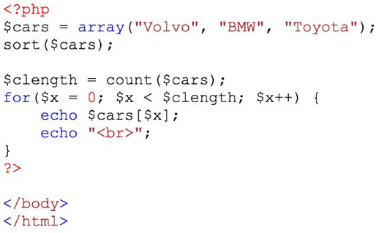 <?php
$cars = array("Volvo", "BMW", "Toyota");
sort($cars);

$clength = count($cars);
for($x = 0; $x < $clength; $x++) {
    echo $cars[$x];
    echo "<br>";
}
?>

</body>
</html>